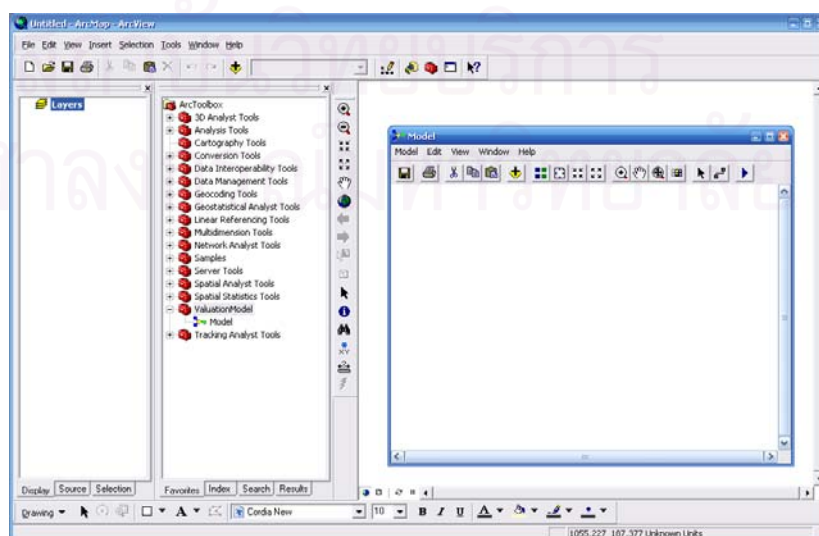 Untitled - ArcMap - ArcView
File Edit View Insert Selection Tools Window Help
Layers
ArcToolbox
3D Analyst Tools
Analysis Tools
Cartography Tools
Conversion Tools
Data Interoperability Tools
Data Management Tools
Geocoding Tools
Geostatistical Analyst Tools
Linear Referencing Tools
Multidimension Tools
Network Analyst Tools
Samples
Server Tools
Spatial Analyst Tools
Spatial Statistics Tools
ValuationModel
Model
Tracking Analyst Tools
XY
Model
Model Edit View Window Help
Display Source Selection
Favorites Index Search Results
Drawing A Cordia New 10 B I U A
1055.227 107.377 Unknown Units